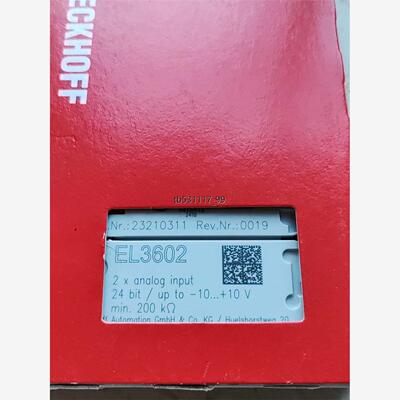 ECKHOFF
tb531117_99
Nr.:23210311 Rev.Nr.:0019
EL3602
2 x analog input
24 bit / up to -10...+10 V
min. 200 kΩ
Automation GmbH & Co. KG / Huelshorstweg 20